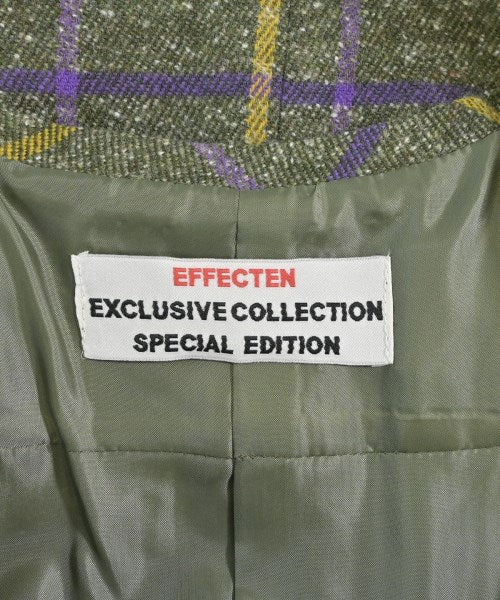 EFFECTEN
EXCLUSIVE COLLECTION
SPECIAL EDITION